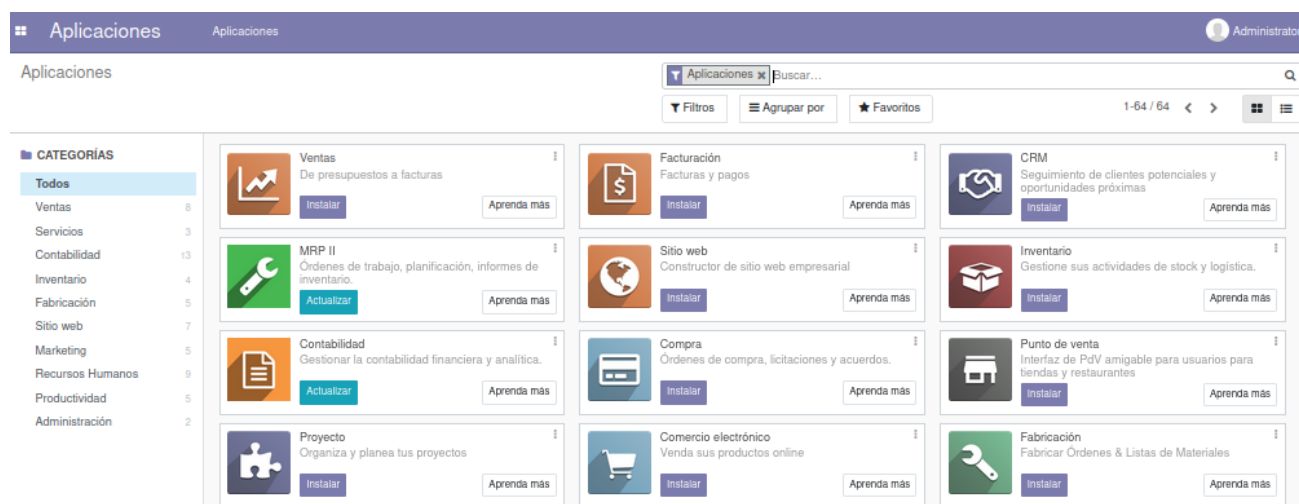 Aplicaciones Aplicaciones Administrator
Aplicaciones
Aplicaciones x Buscar...
Filtros Agrupar por Favoritos 1-64 / 64
CATEGORÍAS
Todos
Ventas 8
Servicios 3
Contabilidad 13
Inventario 4
Fabricación 5
Sitio web 7
Marketing 5
Recursos Humanos 9
Productividad 5
Administración 2
Ventas
De presupuestos a facturas
Instalar Aprenda más
Facturación
Facturas y pagos
Instalar Aprenda más
CRM
Seguimiento de clientes potenciales y
oportunidades próximas
Instalar Aprenda más
MRP II
Órdenes de trabajo, planificación, informes de
inventario.
Actualizar Aprenda más
Sitio web
Constructor de sitio web empresarial
Instalar Aprenda más
Inventario
Gestione sus actividades de stock y logística.
Instalar Aprenda más
Contabilidad
Gestionar la contabilidad financiera y analítica.
Actualizar Aprenda más
Compra
Órdenes de compra, licitaciones y acuerdos.
Instalar Aprenda más
Punto de venta
Interfaz de PdV amigable para usuarios para
tiendas y restaurantes
Instalar Aprenda más
Proyecto
Organiza y planea tus proyectos
Instalar Aprenda más
Comercio electrónico
Venda sus productos online
Instalar Aprenda más
Fabricación
Fabricar Órdenes & Listas de Materiales
Instalar Aprenda más